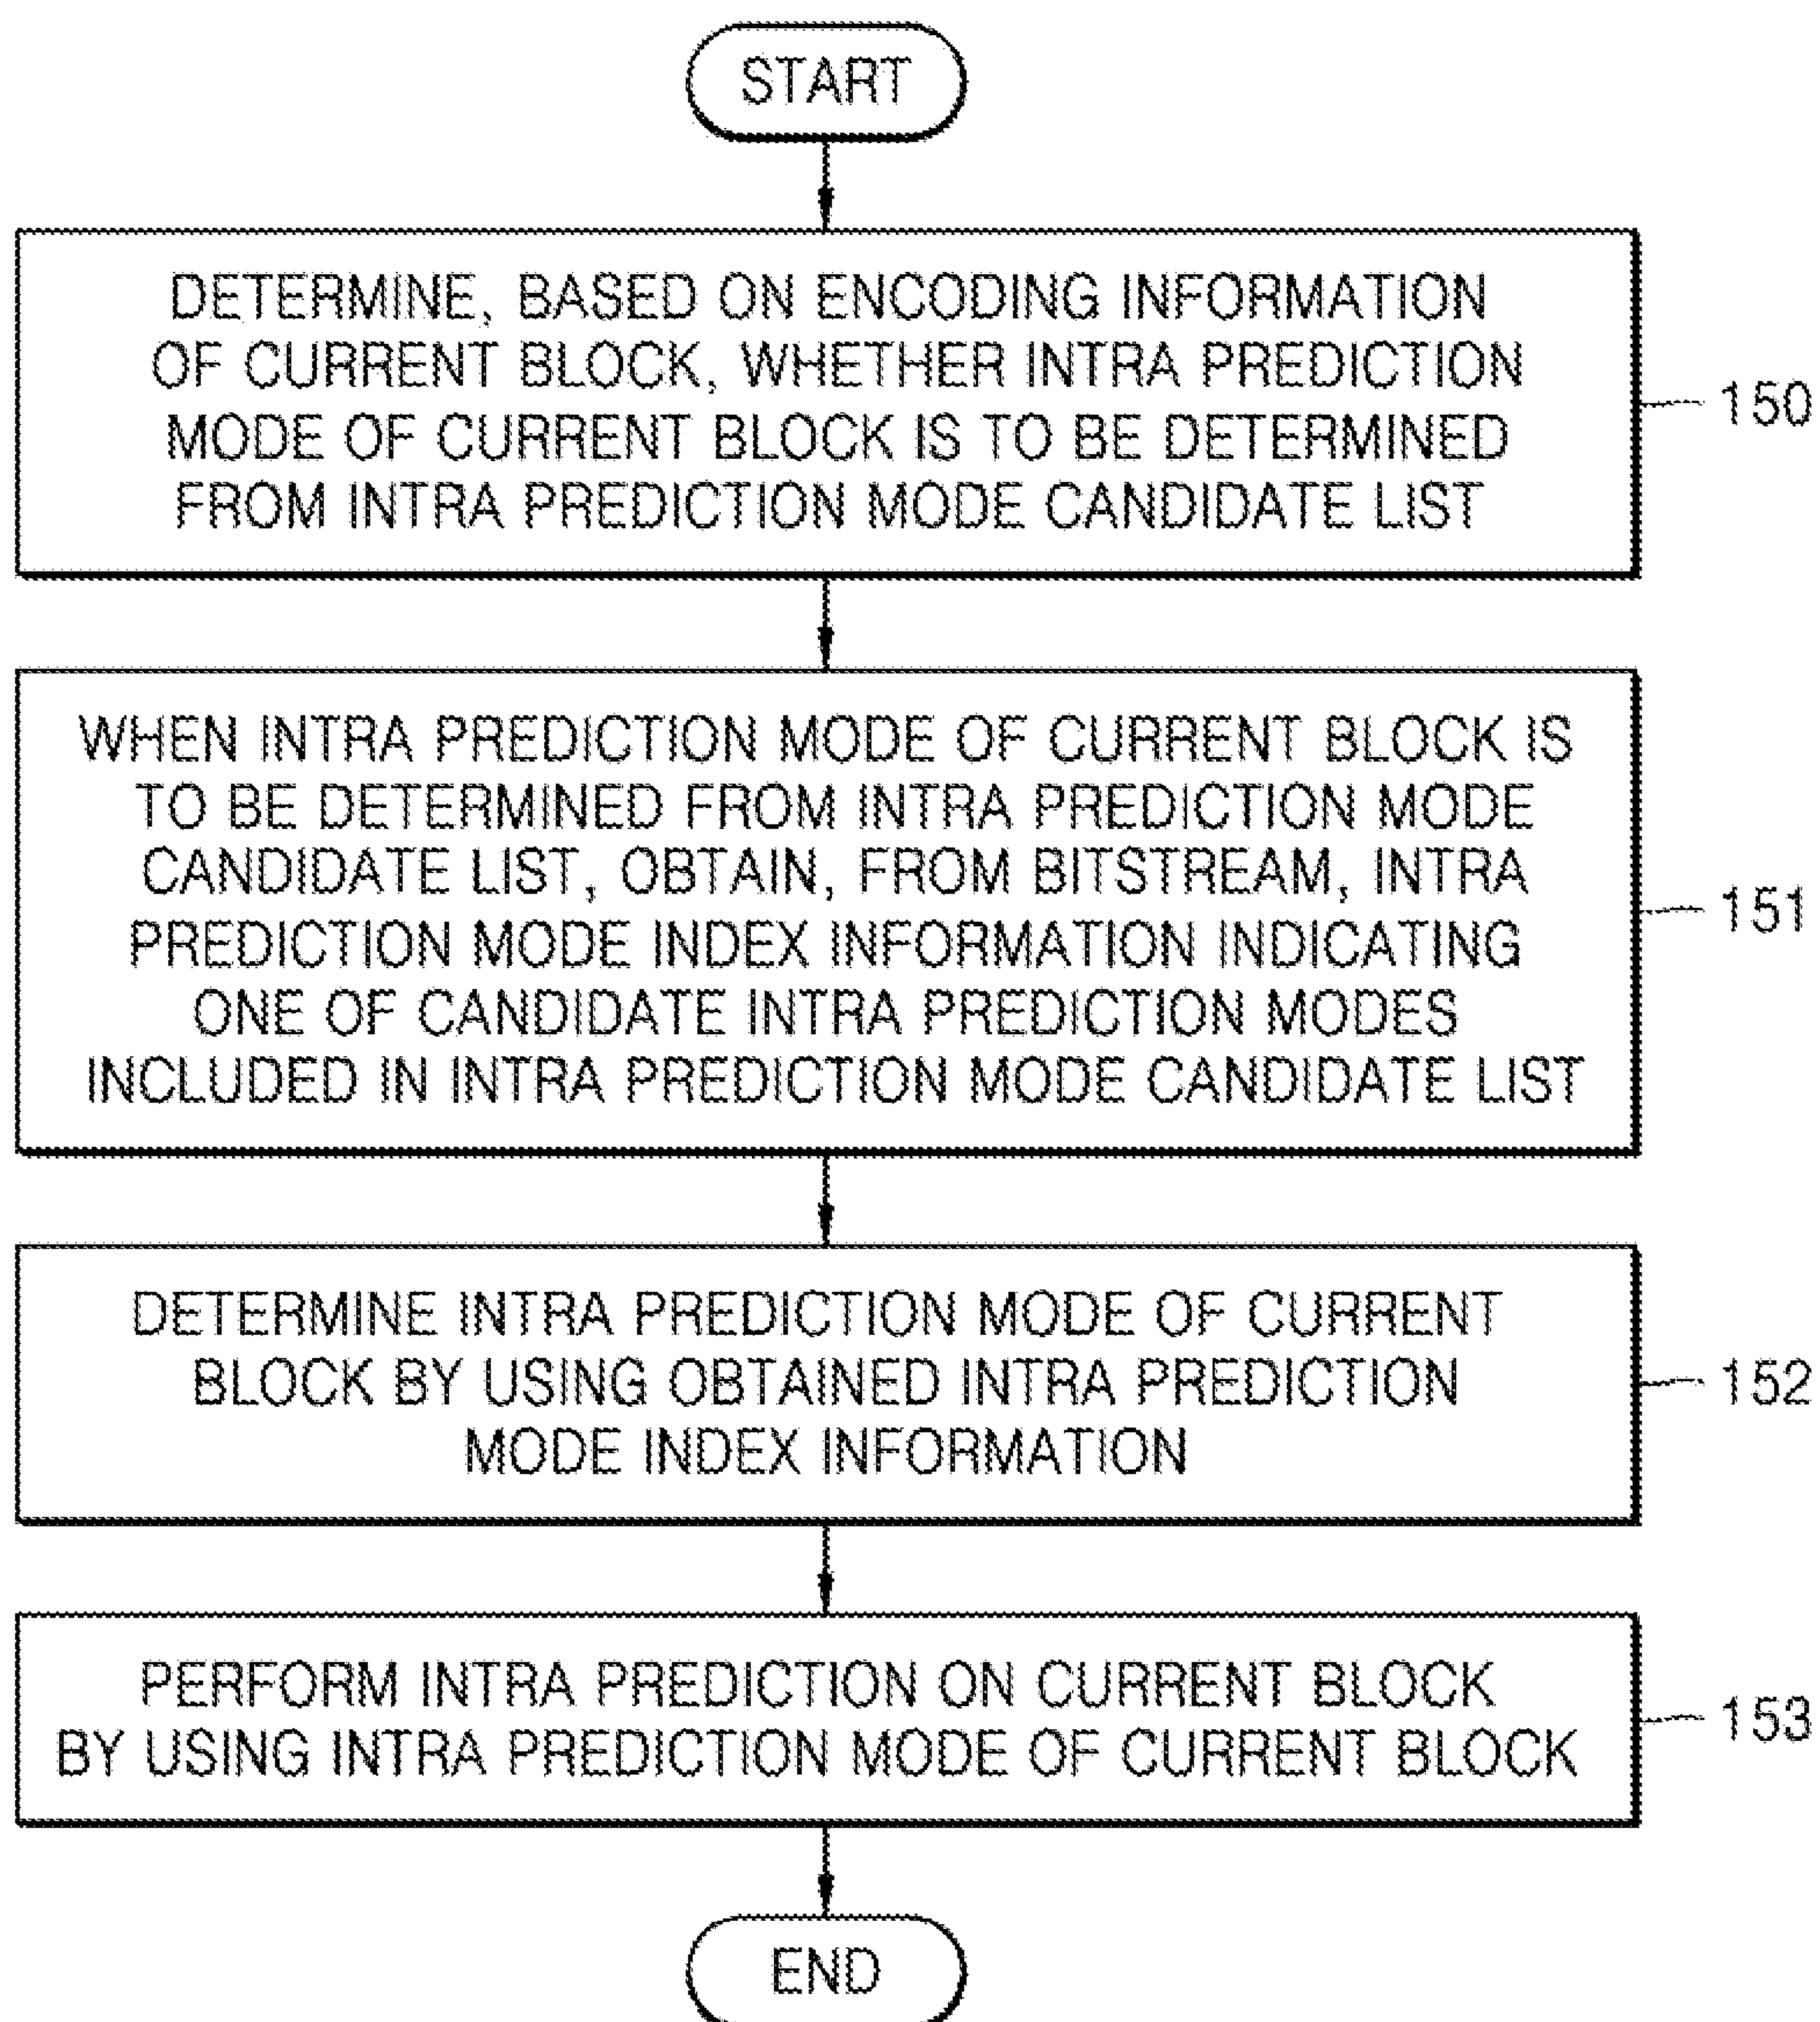 START
DETERMINE, BASED ON ENCODING INFORMATION
OF CURRENT BLOCK, WHETHER INTRA PREDICTION
MODE OF CURRENT BLOCK IS TO BE DETERMINED
FROM INTRA PREDICTION MODE CANDIDATE LIST
150
WHEN INTRA PREDICTION MODE OF CURRENT BLOCK IS
TO BE DETERMINED FROM INTRA PREDICTION MODE
CANDIDATE LIST, OBTAIN, FROM BITSTREAM, INTRA
PREDICTION MODE INDEX INFORMATION INDICATING
ONE OF CANDIDATE INTRA PREDICTION MODES
INCLUDED IN INTRA PREDICTION MODE CANDIDATE LIST
151
DETERMINE INTRA PREDICTION MODE OF CURRENT
BLOCK BY USING OBTAINED INTRA PREDICTION
MODE INDEX INFORMATION
152
PERFORM INTRA PREDICTION ON CURRENT BLOCK
BY USING INTRA PREDICTION MODE OF CURRENT BLOCK
153
END